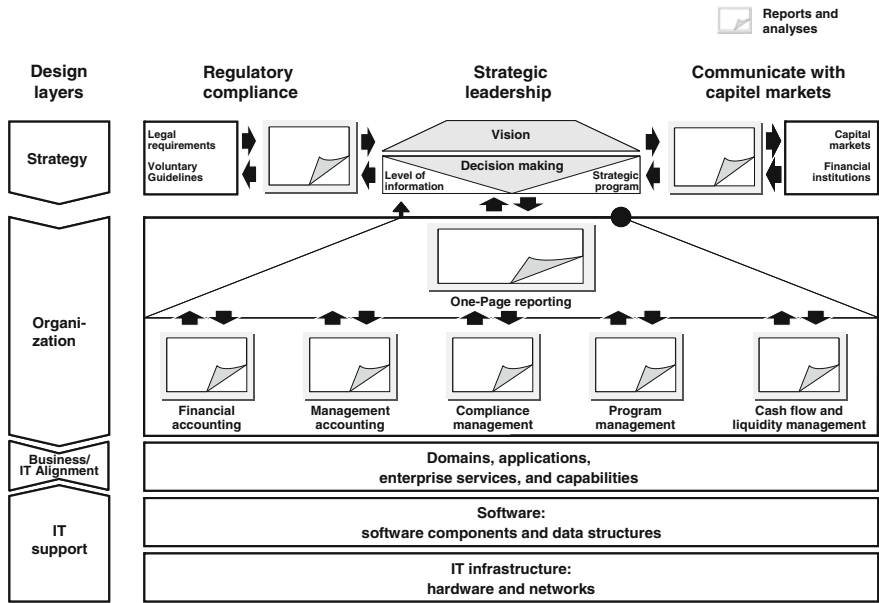 Reports and
analyses
Design
layers
Regulatory
compliance
Strategic
leadership
Communicate with
capitel markets
Strategy
Legal
requirements
Voluntary
Guidelines
Vision
Decision making
Level of
information
Strategic
program
Capital
markets
Financial
institutions
Organi-
zation
One-Page reporting
Financial
accounting
Management
accounting
Compliance
management
Program
management
Cash flow and
liquidity management
Business/
IT Alignment
Domains, applications,
enterprise services, and capabilities
IT
support
Software:
software components and data structures
IT infrastructure:
hardware and networks